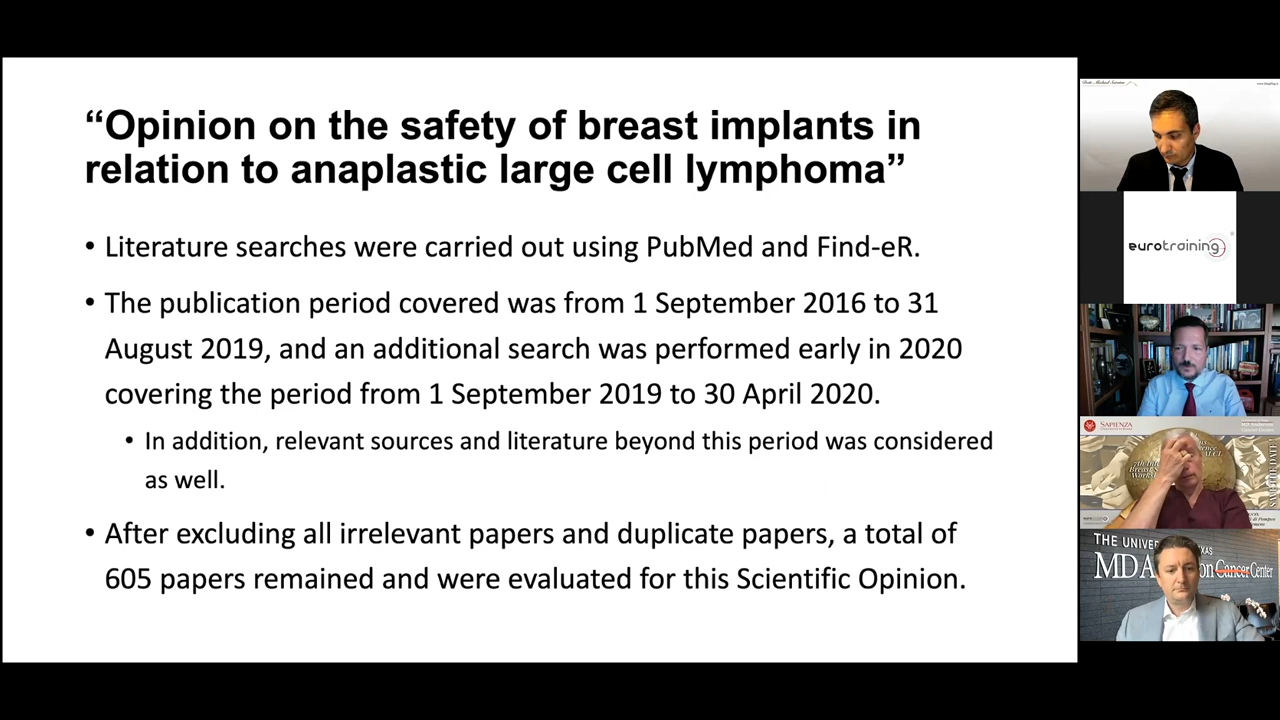 “Opinion on the safety of breast implants in
relation to anaplastic large cell lymphoma”
• Literature searches were carried out using PubMed and Find-eR.
• The publication period covered was from 1 September 2016 to 31
August 2019, and an additional search was performed early in 2020
covering the period from 1 September 2019 to 30 April 2020.
• In addition, relevant sources and literature beyond this period was considered
as well.
• After excluding all irrelevant papers and duplicate papers, a total of
605 papers remained and were evaluated for this Scientific Opinion.
eurotraining
SAPIENZA
7th
THE UNIVER
XAS
MD A
on Cancer Center